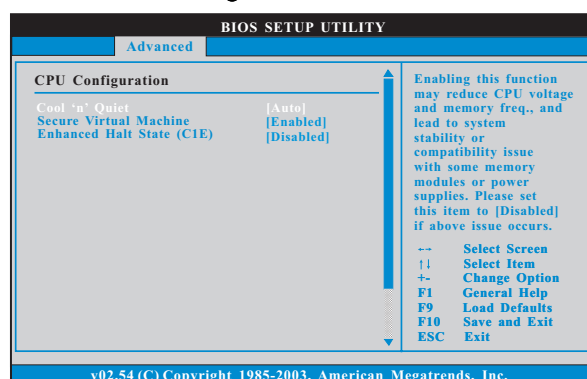 BIOS SETUP UTILITY
Advanced
CPU Configuration
Cool ‘n’ Quiet [Auto]
Secure Virtual Machine [Enabled]
Enhanced Halt State (C1E) [Disabled]
Enabling this function
may reduce CPU voltage
and memory freq., and
lead to system
stability or
compatibility issue
with some memory
modules or power
supplies. Please set
this item to [Disabled]
if above issue occurs.
←→ Select Screen
↑↓ Select Item
+- Change Option
F1 General Help
F9 Load Defaults
F10 Save and Exit
ESC Exit
v02.54 (C) Copyright 1985-2003, American Megatrends, Inc.